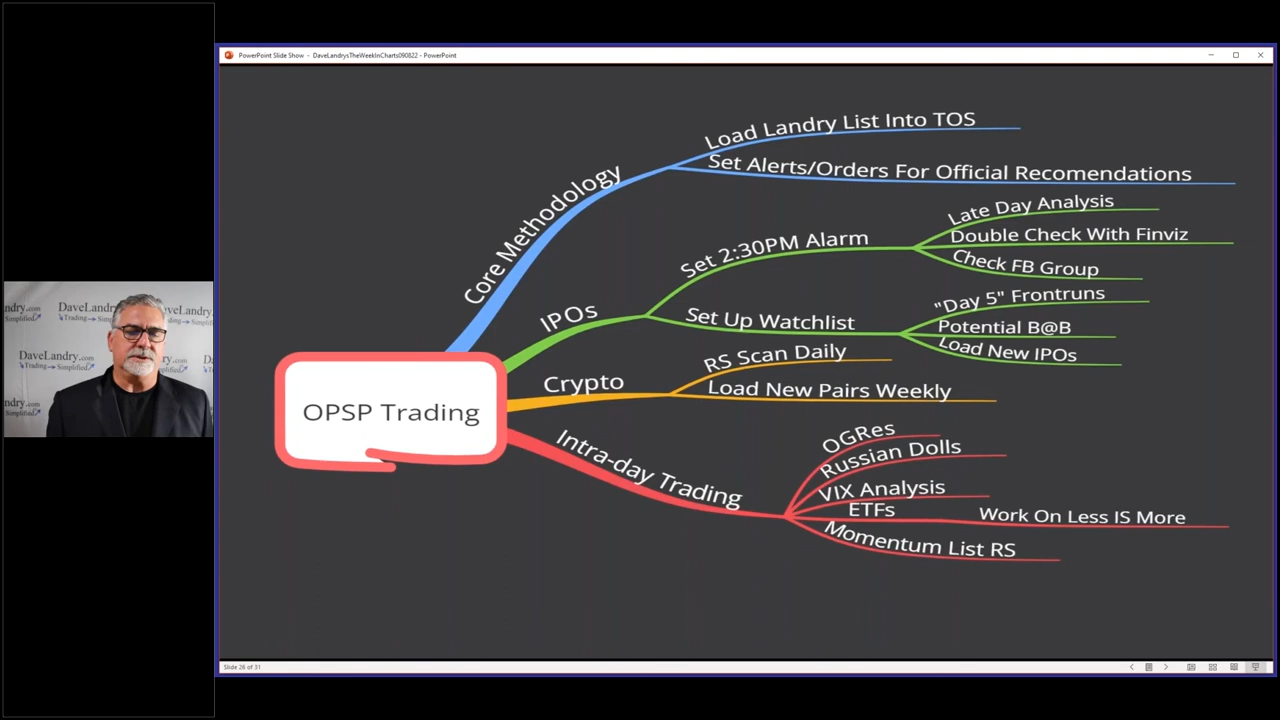 PowerPoint Slide Show - DaveLandrysTheWeekInCharts090822 - PowerPoint
Load Landry List Into TOS
Set Alerts/Orders For Official Recomendations
Core Methodology
Late Day Analysis
Set 2:30PM Alarm
Double Check With Finviz
Check FB Group
IPOs
"Day 5" Frontruns
Set Up Watchlist
Potential B@B
Load New IPOs
RS Scan Daily
Crypto
Load New Pairs Weekly
OPSP Trading
Intra-day Trading
OGRes
Russian Dolls
VIX Analysis
ETFs
Work On Less IS More
Momentum List RS
Slide 26 of 31
DaveLandry.com
Trading Simplified
DaveLandry.com
Trading Simplified